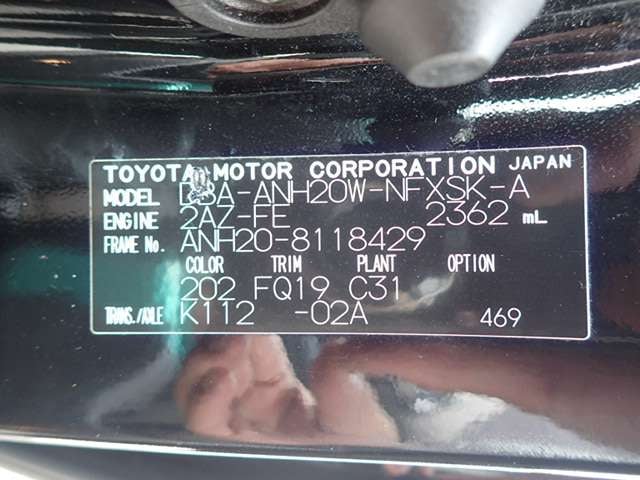 TOYOTA MOTOR CORPORATION JAPAN
MODEL DBA-ANH20W-NFXSK-A
ENGINE 2AZ-FE 2362 mL
FRAME No. ANH20-8118429
COLOR TRIM PLANT OPTION
202 FQ19 C31
TRANS./AXLE K112 -02A 469